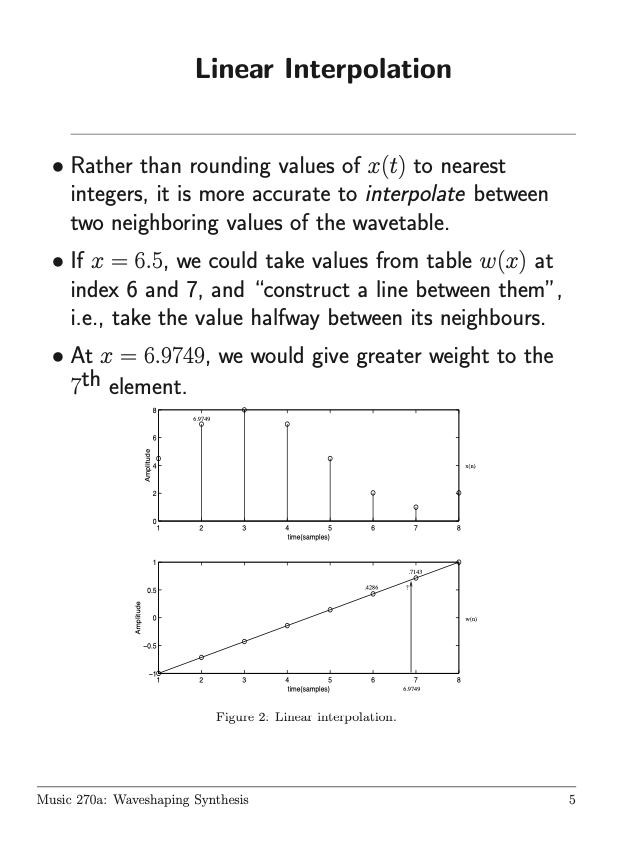 Linear Interpolation
• Rather than rounding values of x(t) to nearest
integers, it is more accurate to interpolate between
two neighboring values of the wavetable.
• If x = 6.5, we could take values from table w(x) at
index 6 and 7, and “construct a line between them”,
i.e., take the value halfway between its neighbours.
• At x = 6.9749, we would give greater weight to the
7th element.
8
6.9749
6
Amplitude
4
x(n)
2
0
1 2 3 4 5 6 7 8
time(samples)
1
.7143
0.5
.4286
?
Amplitude
0
w(n)
−0.5
−1
1 2 3 4 5 6 7 8
time(samples)
6.9749
Figure 2: Linear interpolation.
Music 270a: Waveshaping Synthesis 5